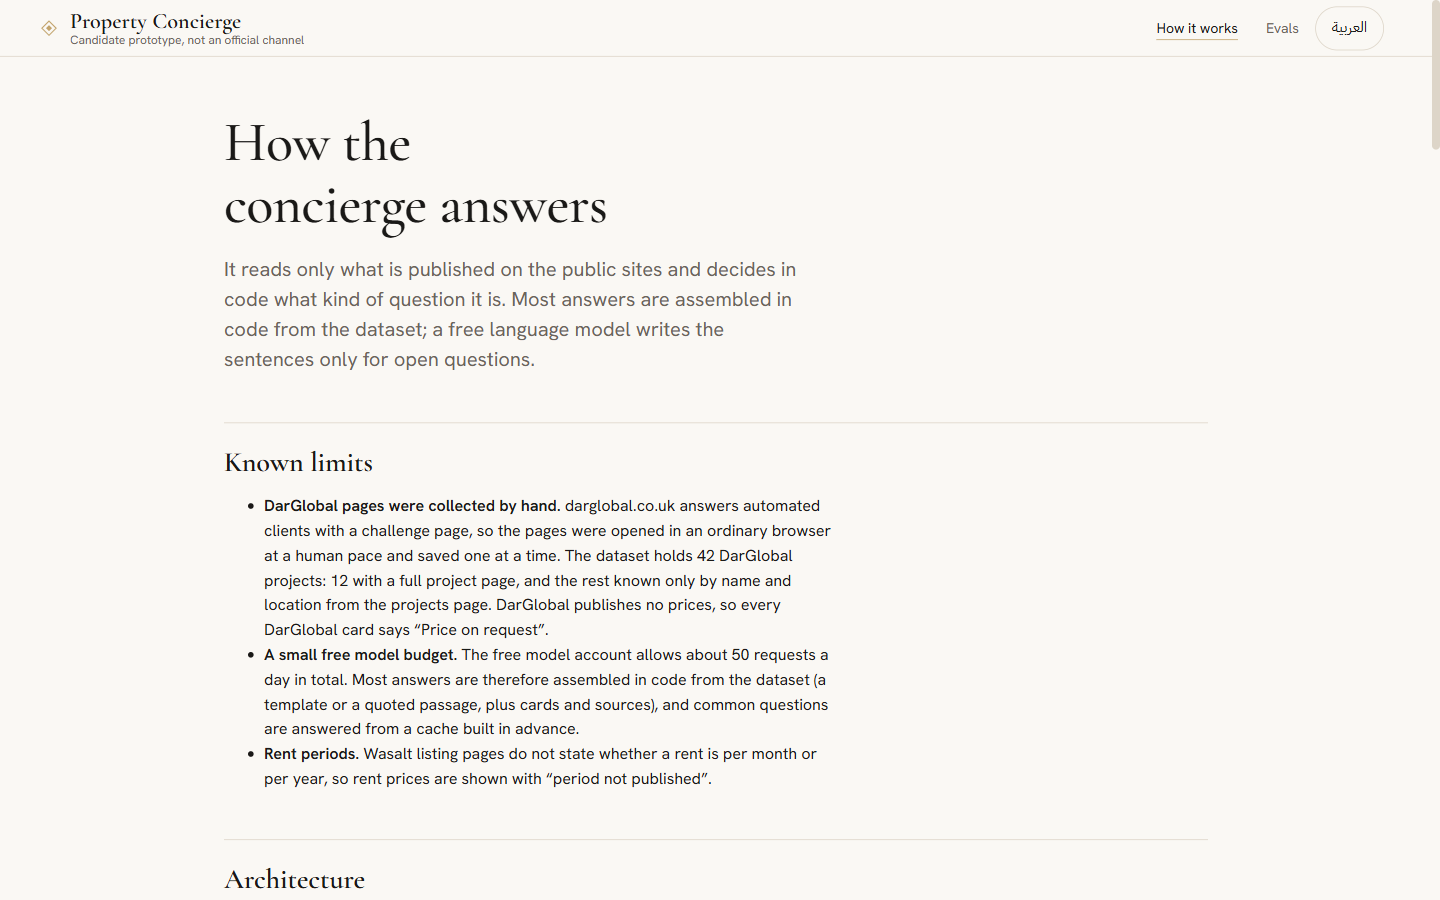 Property Concierge
Candidate prototype, not an official channel
How it works
Evals
العربية
How the
concierge answers
It reads only what is published on the public sites and decides in
code what kind of question it is. Most answers are assembled in
code from the dataset; a free language model writes the
sentences only for open questions.
Known limits
• DarGlobal pages were collected by hand. darglobal.co.uk answers automated
clients with a challenge page, so the pages were opened in an ordinary browser
at a human pace and saved one at a time. The dataset holds 42 DarGlobal
projects: 12 with a full project page, and the rest known only by name and
location from the projects page. DarGlobal publishes no prices, so every
DarGlobal card says “Price on request”.
• A small free model budget. The free model account allows about 50 requests a
day in total. Most answers are therefore assembled in code from the dataset (a
template or a quoted passage, plus cards and sources), and common questions
are answered from a cache built in advance.
• Rent periods. Wasalt listing pages do not state whether a rent is per month or
per year, so rent prices are shown with “period not published”.
Architecture